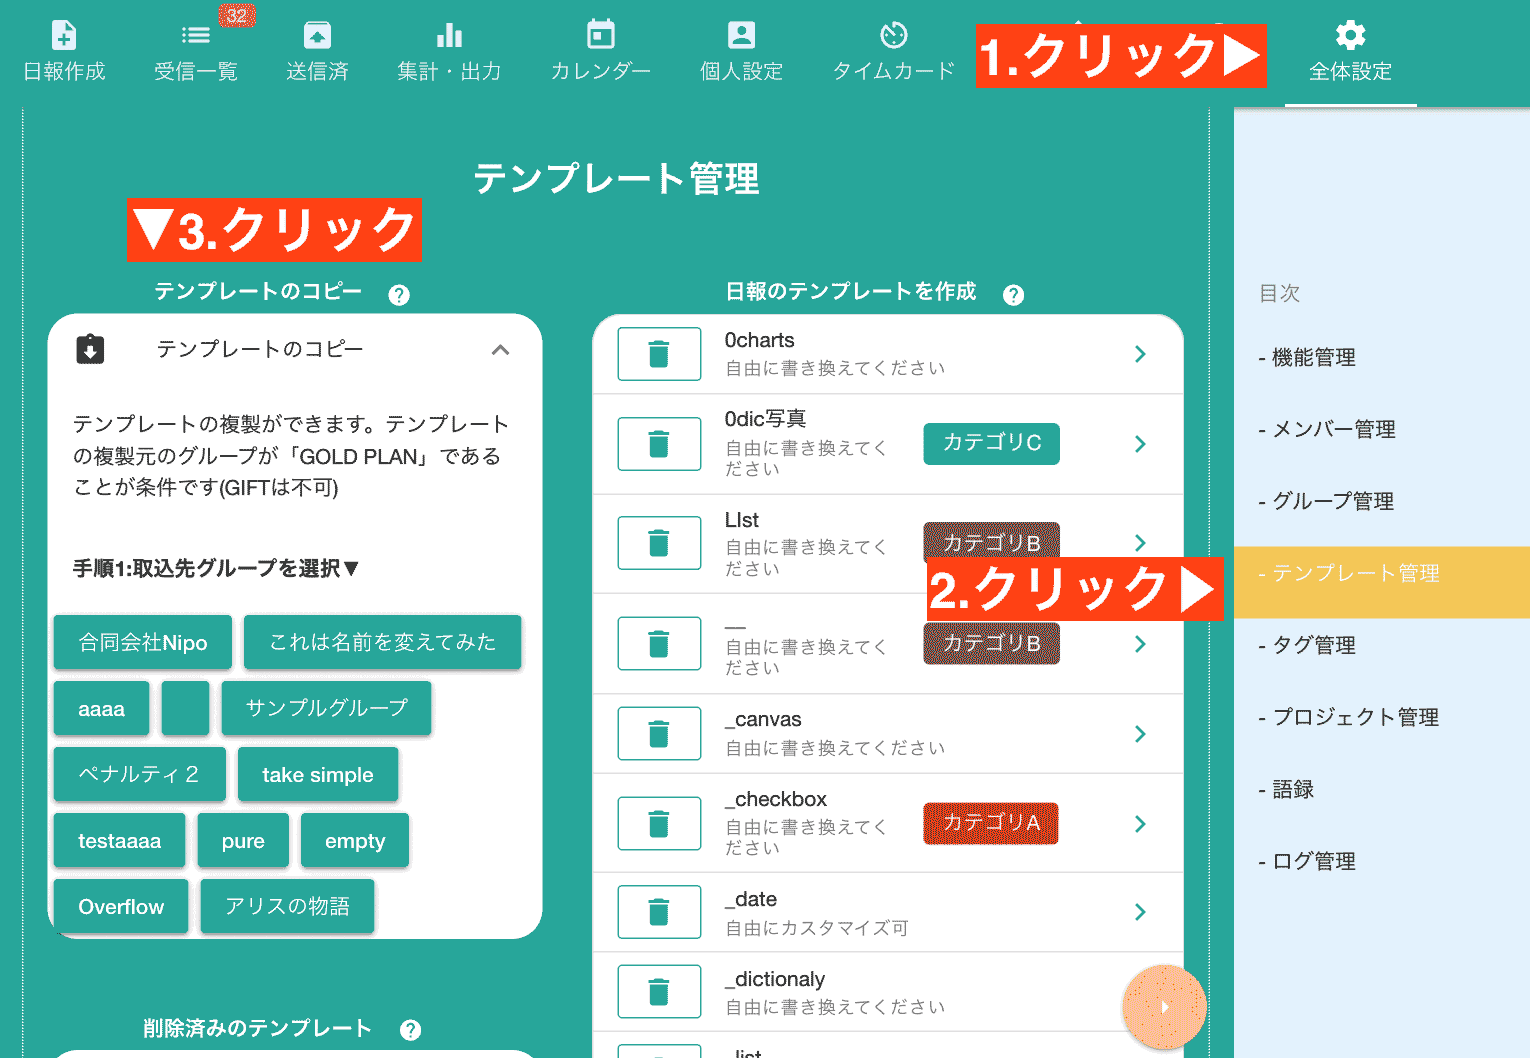 32
日報作成
受信一覧
送信済
集計・出力
カレンダー
個人設定
タイムカード
1.クリック▶
全体設定
テンプレート管理
▼3.クリック
テンプレートのコピー ?
テンプレートのコピー
テンプレートの複製ができます。テンプレート
の複製元のグループが「GOLD PLAN」である
ことが条件です(GIFTは不可)
手順1:取込先グループを選択▼
合同会社Nipo
これは名前を変えてみた
aaaa
サンプルグループ
ペナルティ２
take simple
testaaaa
pure
empty
Overflow
アリスの物語
削除済みのテンプレート ?
日報のテンプレートを作成 ?
0charts
自由に書き換えてください
0dic写真
自由に書き換えてく
ださい
カテゴリC
LIst
自由に書き換えてく
ださい
カテゴリB
2.クリック▶
__
自由に書き換えてく
ださい
カテゴリB
_canvas
自由に書き換えてください
_checkbox
自由に書き換えてく
ださい
カテゴリA
_date
自由にカスタマイズ可
_dictionaly
自由に書き換えてください
_list
目次
- 機能管理
- メンバー管理
- グループ管理
- テンプレート管理
- タグ管理
- プロジェクト管理
- 語録
- ログ管理